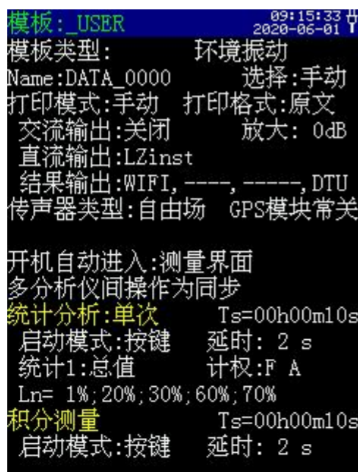 模板:_USER 09:15:33
2020-06-01
模板类型: 环境振动
Name:DATA_0000 选择:手动
打印模式:手动 打印格式:原文
交流输出:关闭 放大: 0dB
直流输出:LZinst
结果输出:WIFI,----,-----,DTU
传声器类型:自由场 GPS模块常关
开机自动进入:测量界面
多分析仪间操作为同步
统计分析:单次 Ts=00h00m10s
启动模式:按键 延时: 2 s
统计1:总值 计权:F A
Ln= 1%;20%;30%;60%;70%
积分测量 Ts=00h00m10s
启动模式:按键 延时: 2 s